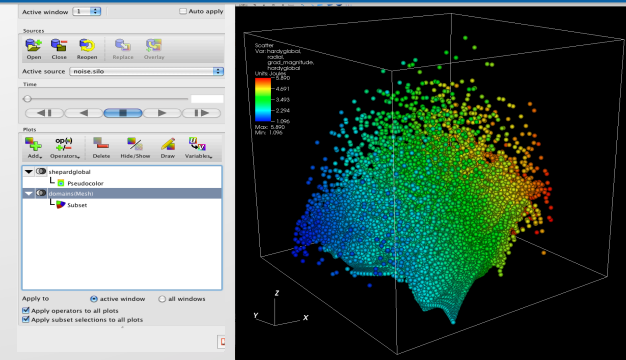 Active window 1
Auto apply
Sources
Open Close Reopen Replace Overlay
Active source noise.silo
Time
Plots
op(v)
Add Operators Delete Hide/Show Draw Variables
shepardglobal
Pseudocolor
domains(Mesh)
Subset
Apply to active window all windows
Apply operators to all plots
Apply subset selections to all plots
Scatter
Var: hardyglobal,
radial,
grad_magnitude,
hardyglobal
Units: Joules
5.890
4.691
3.493
2.294
1.096
Max: 5.890
Min: 1.096
Z
Y
X